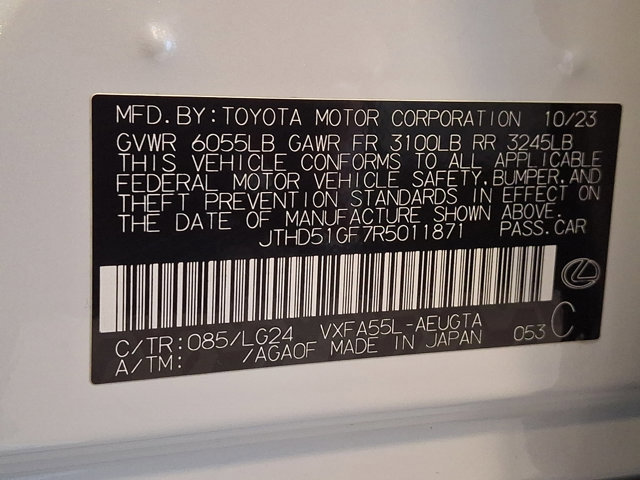 MFD.BY:TOYOTA MOTOR CORPORATION 10/23
GVWR 6055LB GAWR FR 3100LB RR 3245LB
THIS VEHICLE CONFORMS TO ALL APPLICABLE
FEDERAL MOTOR VEHICLE SAFETY,BUMPER,AND
THEFT PREVENTION STANDARDS IN EFFECT ON
THE DATE OF MANUFACTURE SHOWN ABOVE.
JTHD51GF7R5011871 PASS.CAR
C/TR:085/LG24 VXFA55L-AEUGTA 053 C
A/TM: /AGA0F MADE IN JAPAN